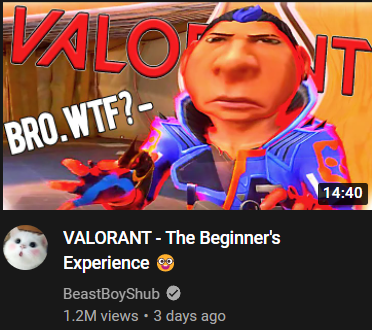 VALORANT
BRO.WTF?-
14:40
VALORANT - The Beginner's
Experience 🤓
BeastBoyShub
1.2M views • 3 days ago